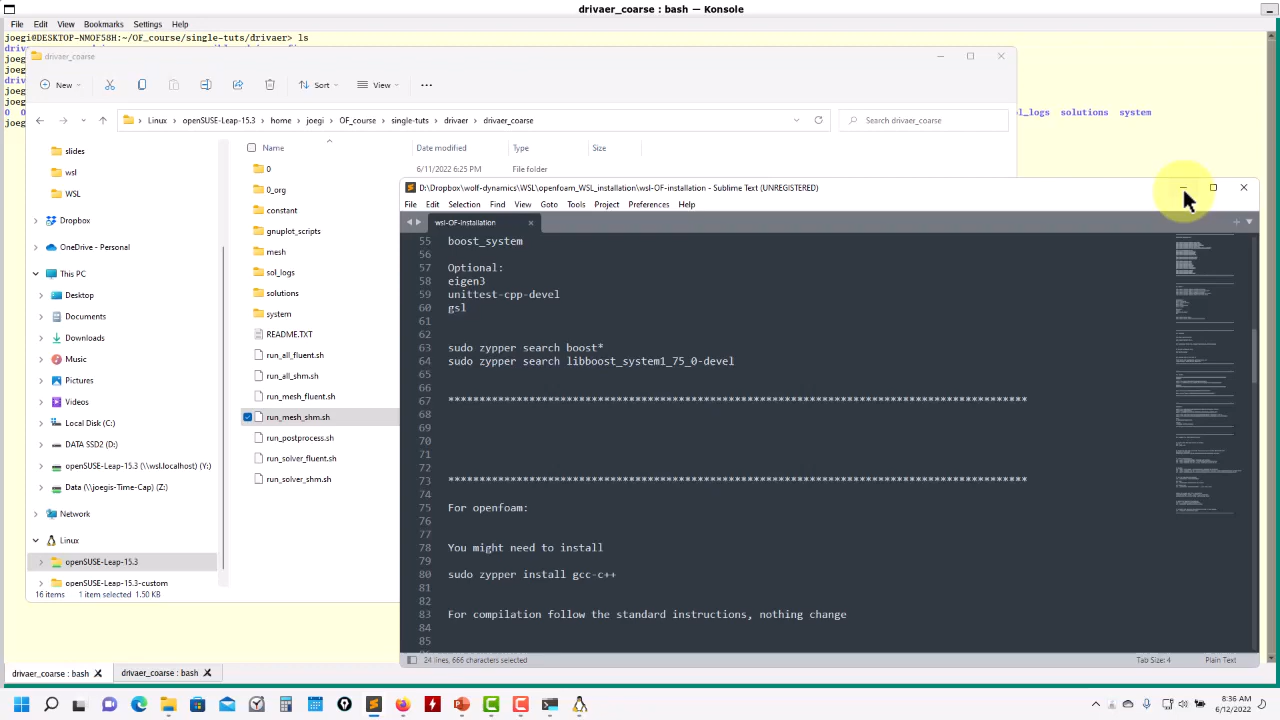 drivaer_coarse : bash — Konsole
File Edit View Bookmarks Settings Help
joegi@DESKTOP-NMOF58H:~/OF_course/single-tuts/drivaer> ls
drivaer_coarse
New Sort View
Linux openSUSE-Leap-15.3 home joegi OF_course single-tuts drivaer drivaer_coarse Search drivaer_coarse
solutions system
Name Date modified Type Size
slides
wsl
WSL
Dropbox
OneDrive - Personal
This PC
Desktop
Documents
Downloads
Music
Pictures
Videos
Local Disk (C:)
DATA SSD2 (D:)
openSUSE-Leap-15.3 (\\wsl.localhost) (Y:)
Data (\\joegis-Time-Cap) (Z:)
Network
Linux
openSUSE-Leap-15.3
openSUSE-Leap-15.3-custom
0 6/11/2022 6:25 PM File folder
0_org
constant
gnuplot_scripts
mesh
sol_logs
solutions
system
README.TXT
run_all_fluent.sh
run_all_shm.sh
run_mesh_fluent.sh
run_mesh_shm.sh
run_postprocess.sh
run_solver_fluent.sh
run_solver_shm.sh
16 items 1 item selected 1.50 KB
D:\Dropbox\wolf-dynamics\WSL\openfoam_WSL_installation\wsl-OF-installation - Sublime Text (UNREGISTERED)
File Edit Selection Find View Goto Tools Project Preferences Help
wsl-OF-installation
55 boost_system
56
57 Optional:
58 eigen3
59 unittest-cpp-devel
60 gsl
61
62
63 sudo zypper search boost*
64 sudo zypper search libboost_system1_75_0-devel
65
66
67 *********************************************************************************************
68
69
70
71
72
73 *********************************************************************************************
74
75 For openfoam:
76
77
78 You might need to install
79
80 sudo zypper install gcc-c++
81
82
83 For compilation follow the standard instructions, nothing change
84
85
24 lines, 666 characters selected Tab Size: 4 Plain Text
drivaer_coarse : bash drivaer_coarse : bash
8:36 AM
6/12/2022